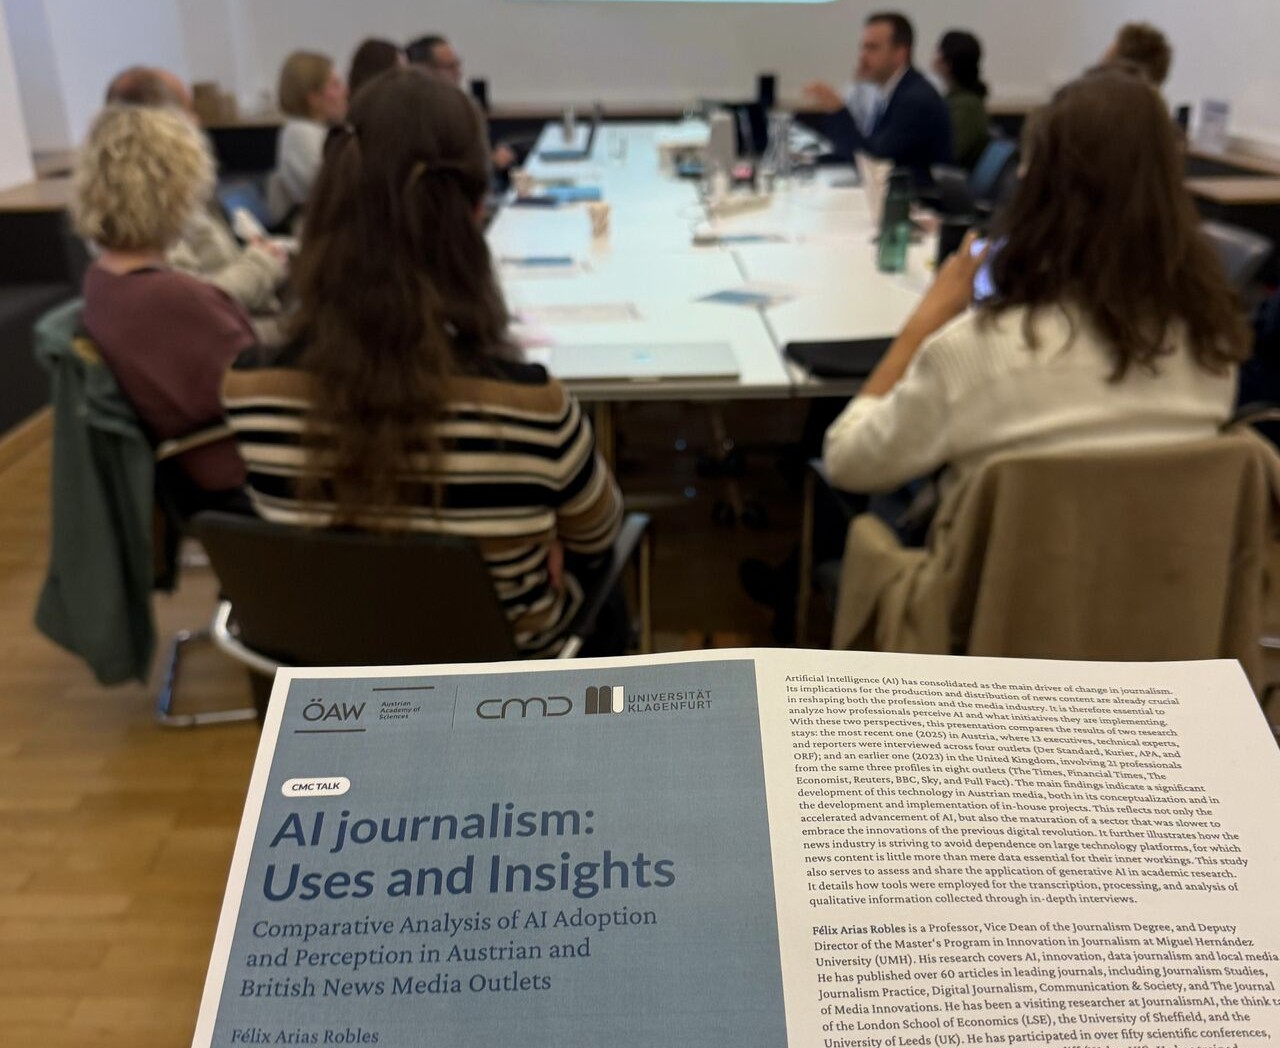 ÖAW
Austrian
Academy of
Sciences
cmc
UNIVERSITÄT
KLAGENFURT
CMC TALK
AI journalism:
Uses and Insights
Comparative Analysis of AI Adoption
and Perception in Austrian and
British News Media Outlets
Félix Arias Robles
Artificial Intelligence (AI) has consolidated as the main driver of change in journalism.
Its implications for the production and distribution of news content are already crucial
in reshaping both the profession and the media industry. It is therefore essential to
analyze how professionals perceive AI and what initiatives they are implementing.
With these two perspectives, this presentation compares the results of two research
stays: the most recent one (2025) in Austria, where 13 executives, technical experts,
and reporters were interviewed across four outlets (Der Standard, Kurier, APA, and
ORF); and an earlier one (2023) in the United Kingdom, involving 21 professionals
from the same three profiles in eight outlets (The Times, Financial Times, The
Economist, Reuters, BBC, Sky, and Full Fact). The main findings indicate a significant
development of this technology in Austrian media, both in its conceptualization and in
the development and implementation of in-house projects. This reflects not only the
accelerated advancement of AI, but also the maturation of a sector that was slower to
embrace the innovations of the previous digital revolution. It further illustrates how the
news industry is striving to avoid dependence on large technology platforms, for which
news content is little more than mere data essential for their inner workings. This study
also serves to assess and share the application of generative AI in academic research.
It details how tools were employed for the transcription, processing, and analysis of
qualitative information collected through in-depth interviews.
Félix Arias Robles is a Professor, Vice Dean of the Journalism Degree, and Deputy
Director of the Master's Program in Innovation in Journalism at Miguel Hernández
University (UMH). His research covers AI, innovation, data journalism and local media
He has published over 60 articles in leading journals, including Journalism Studies,
Journalism Practice, Digital Journalism, Communication & Society, and The Journal
of Media Innovations. He has been a visiting researcher at JournalismAI, the think
of the London School of Economics (LSE), the University of Sheffield, and the
University of Leeds (UK). He has participated in over fifty scientific conferences,